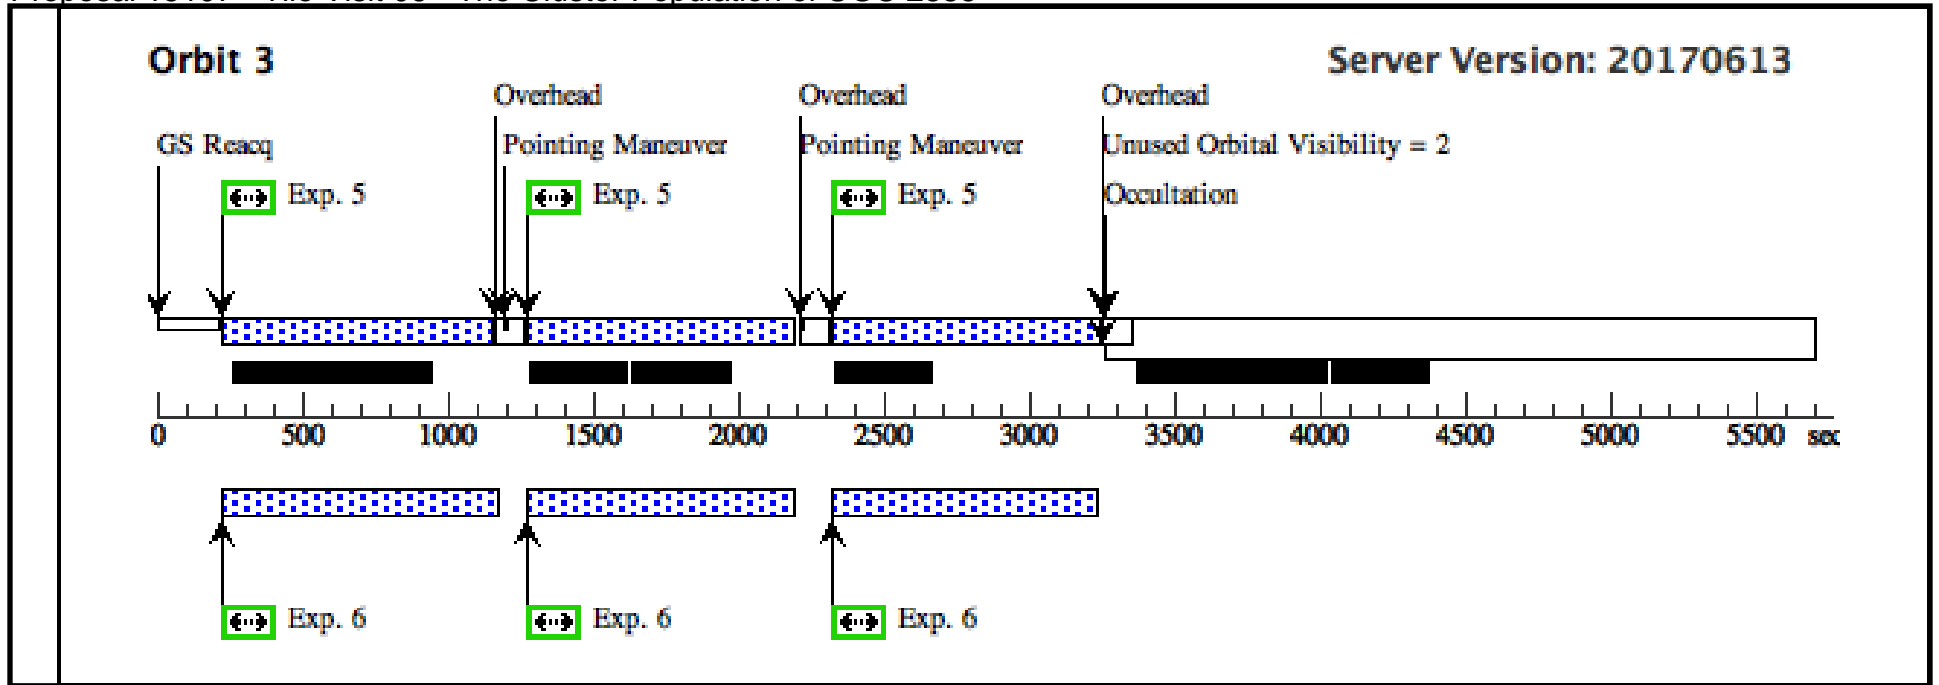 Orbit 3
Server Version: 20170613
Overhead Overhead Overhead
GS Reacq Pointing Maneuver Pointing Maneuver Unused Orbital Visibility = 2
Exp. 5 Exp. 5 Exp. 5 Occultation
0 500 1000 1500 2000 2500 3000 3500 4000 4500 5000 5500 sec
Exp. 6 Exp. 6 Exp. 6